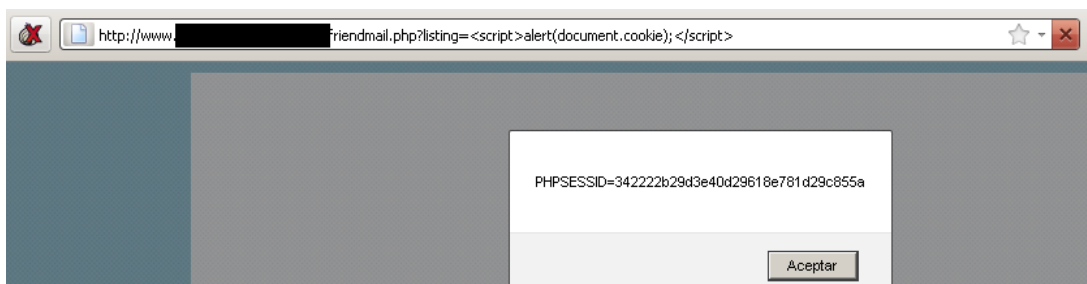 http://www.friendmail.php?listing=<script>alert(document.cookie);</script>
PHPSESSID=342222b29d3e40d29618e781d29c855a
Aceptar